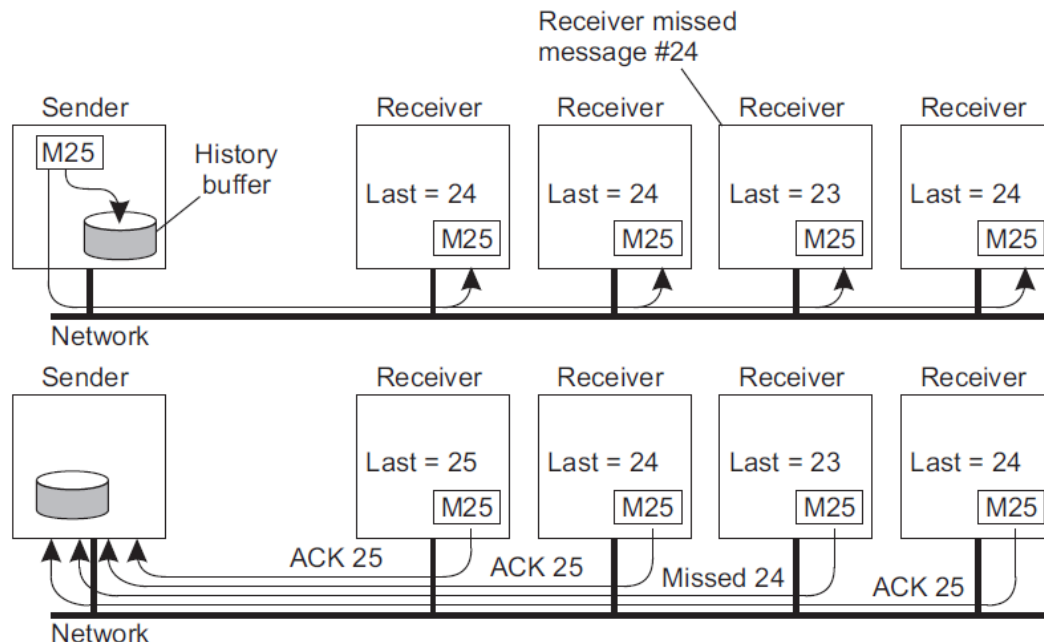 Receiver missed
message #24
Sender
Receiver
Receiver
Receiver
Receiver
M25
History
buffer
Last = 24
Last = 24
Last = 23
Last = 24
M25
M25
M25
M25
Network
Sender
Receiver
Receiver
Receiver
Receiver
Last = 25
Last = 24
Last = 23
Last = 24
M25
M25
M25
M25
ACK 25
ACK 25
Missed 24
ACK 25
Network